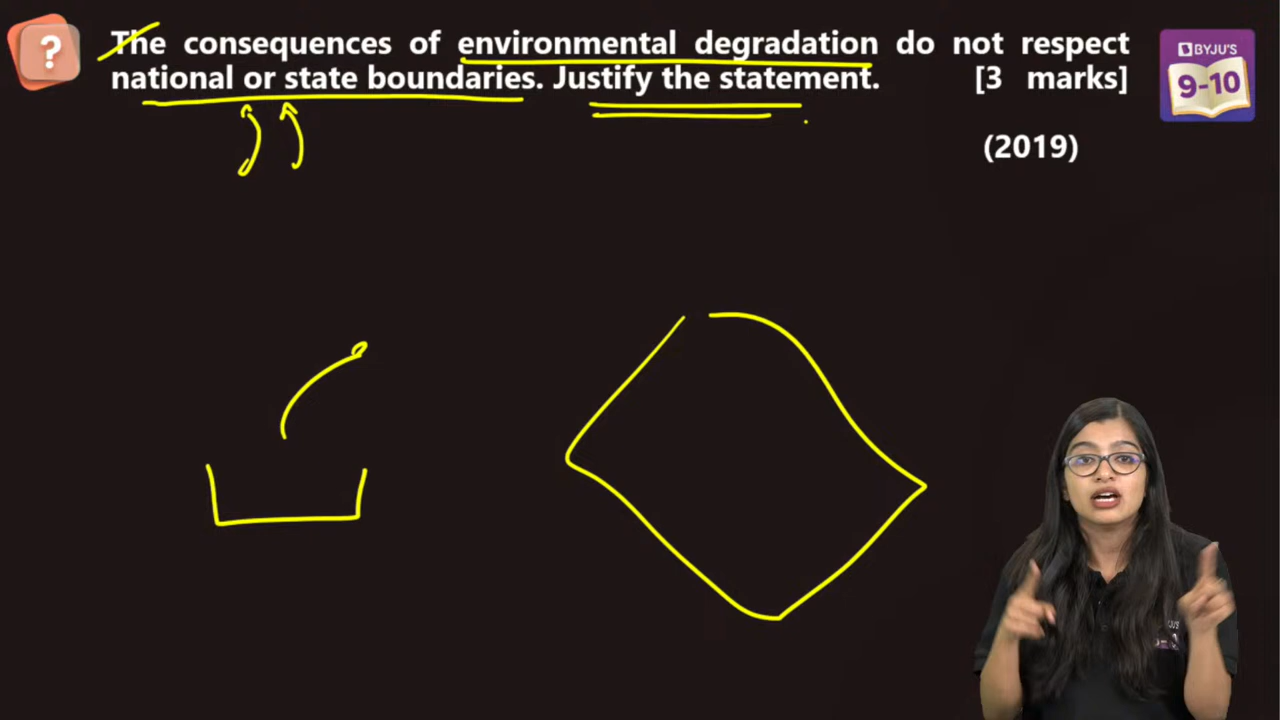 ?
The consequences of environmental degradation do not respect
national or state boundaries. Justify the statement. [3 marks]
(2019)
BYJU'S
9-10